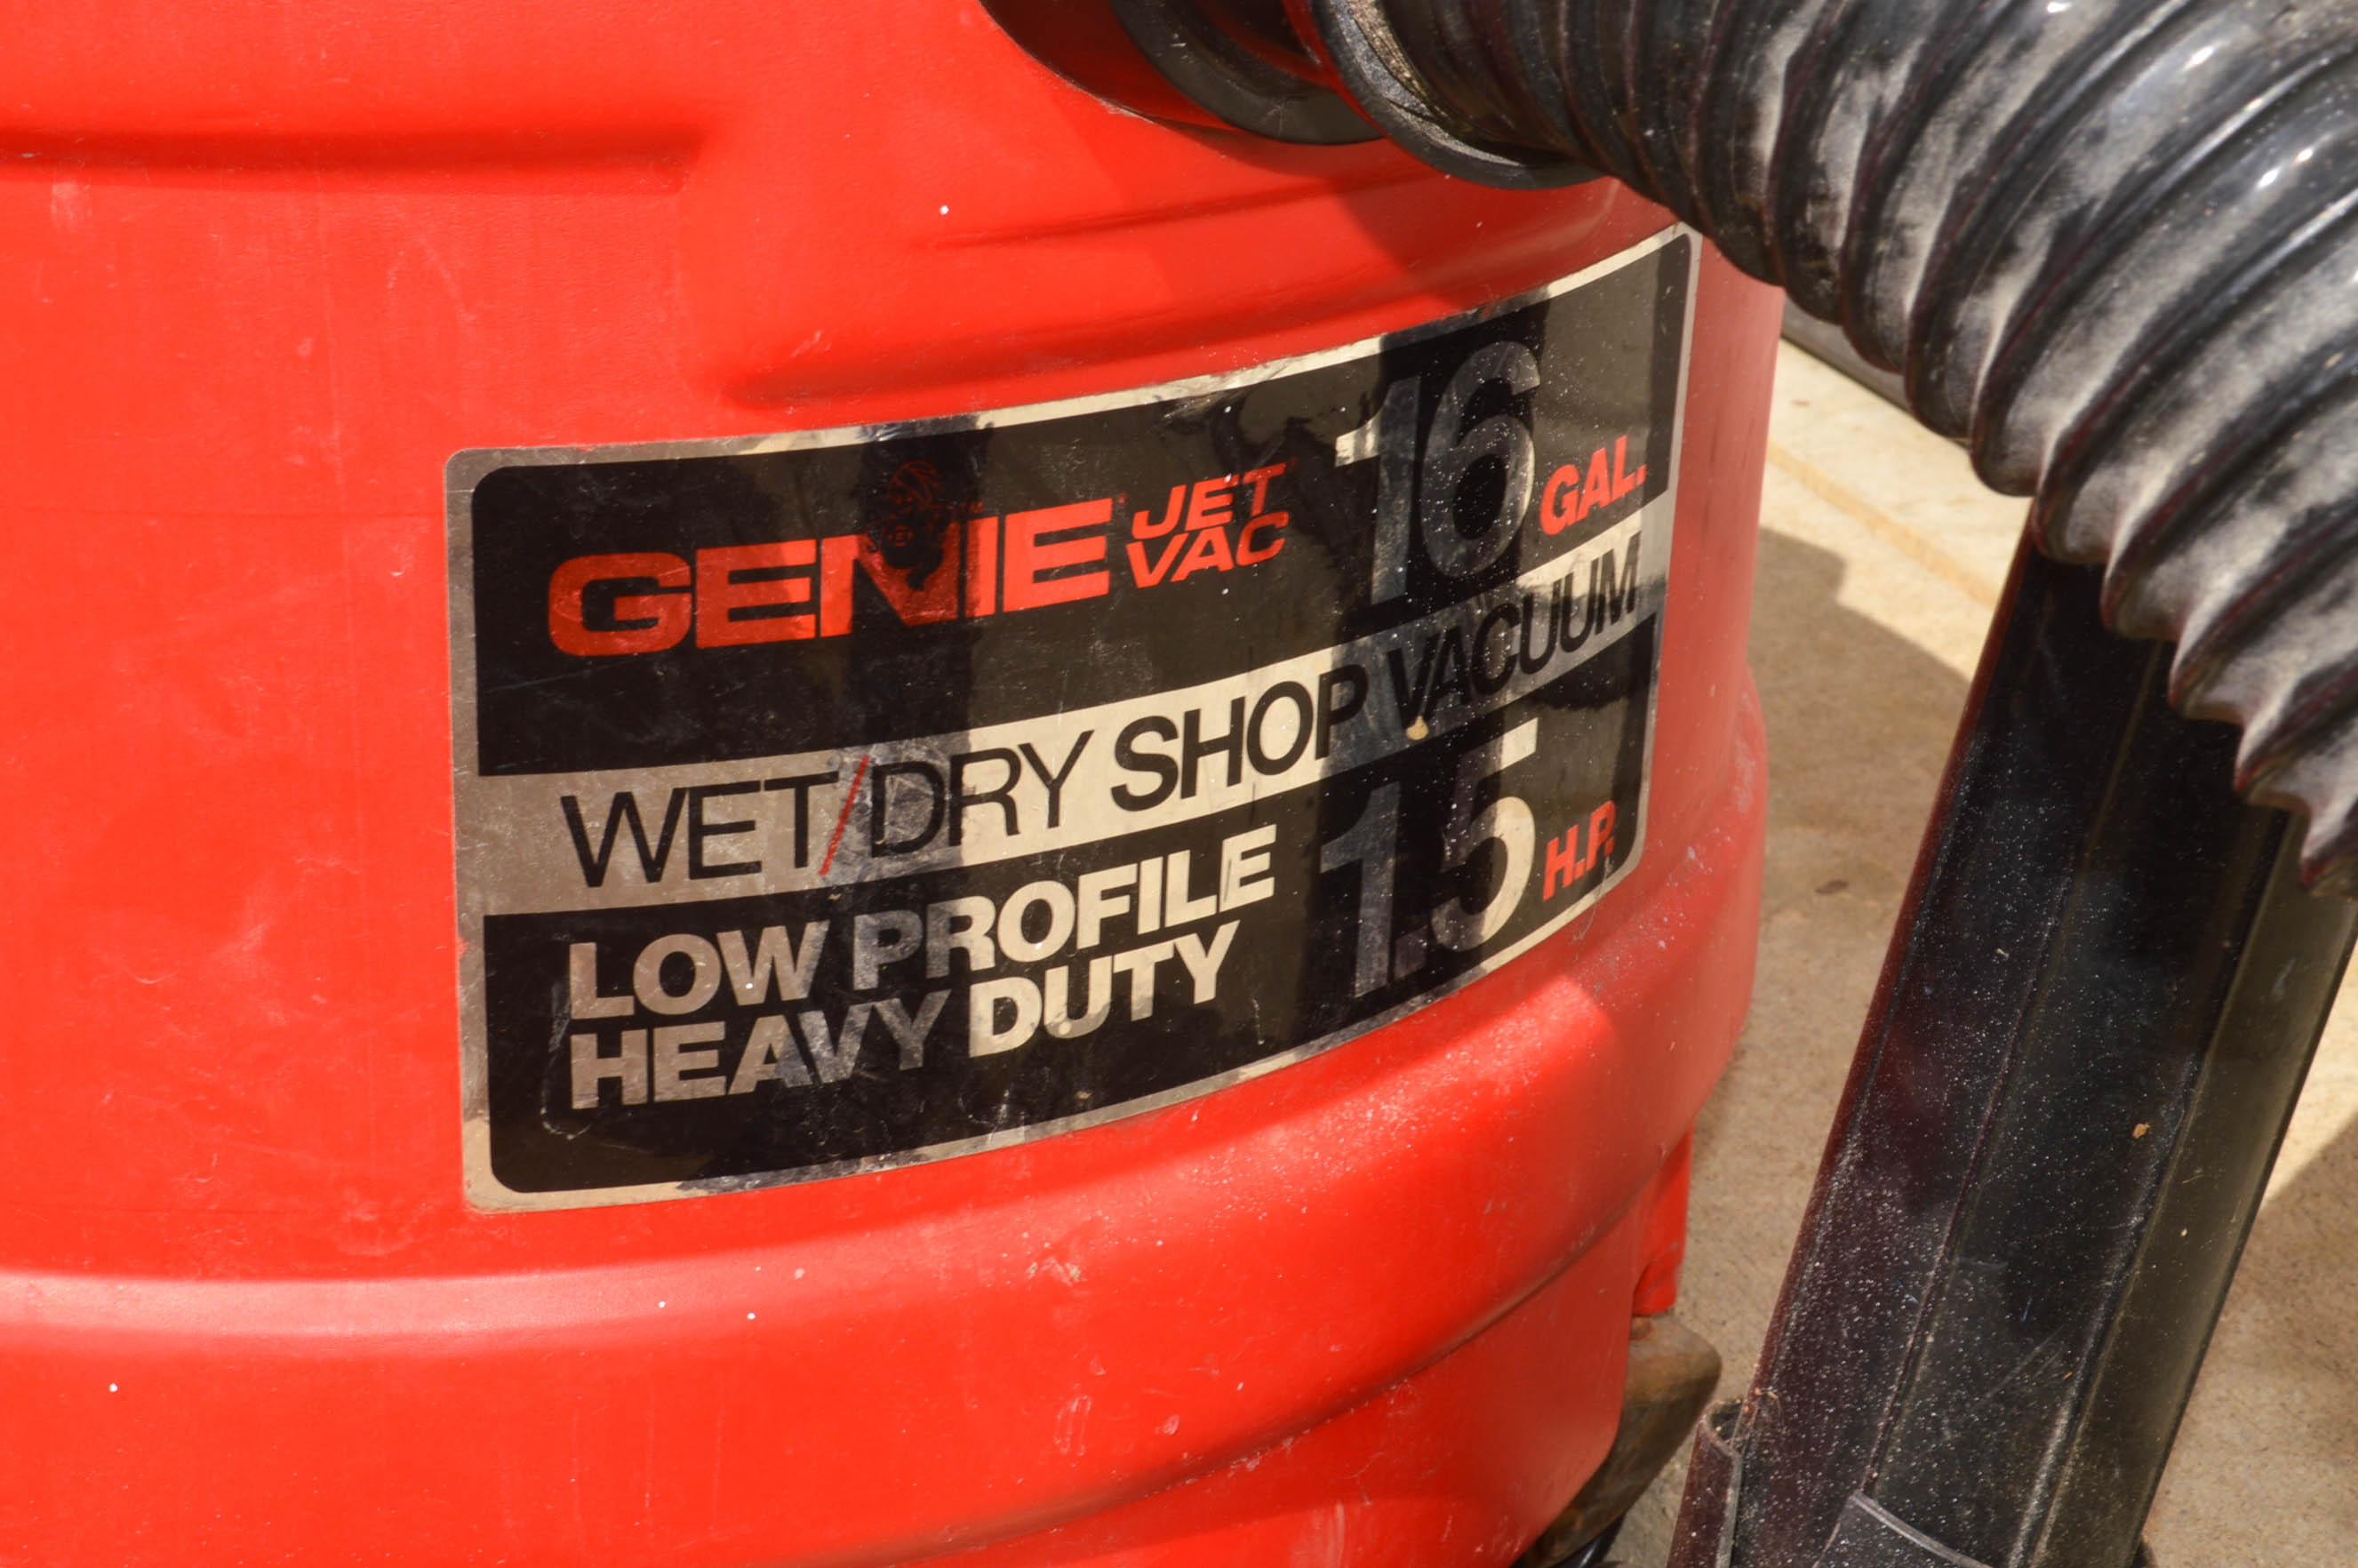 GENIE JET VAC 16 GAL.
WET/DRY SHOP VACUUM
LOW PROFILE
HEAVY DUTY 1.5 H.P.